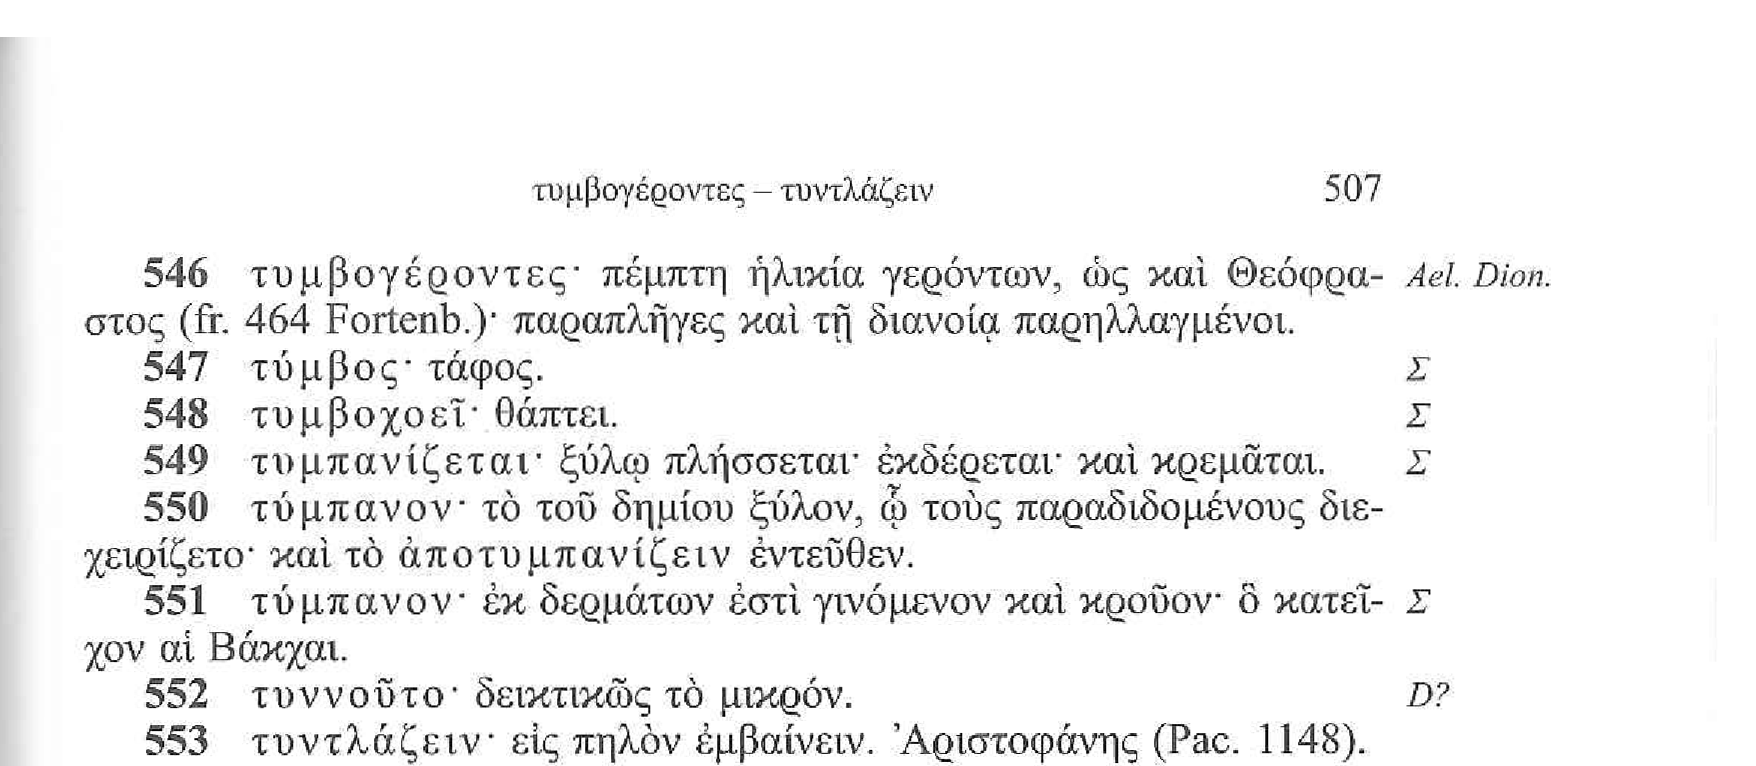 τυμβογέροντες – τυντλάζειν 507
546 τυμβογέροντες· πέμπτη ἡλικία γερόντων, ὡς καὶ Θεόφρα- Ael. Dion.
στος (fr. 464 Fortenb.)· παραπλῆγες καὶ τῇ διανοίᾳ παρηλλαγμένοι.
547 τύμβος· τάφος. Σ
548 τυμβοχοεῖ· θάπτει. Σ
549 τυμπανίζεται· ξύλῳ πλήσσεται· ἐκδέρεται· καὶ κρεμᾶται. Σ
550 τύμπανον· τὸ τοῦ δημίου ξύλον, ᾧ τοὺς παραδιδομένους διε-
χειρίζετο· καὶ τὸ ἀποτυμπανίζειν ἐντεῦθεν.
551 τύμπανον· ἐκ δερμάτων ἐστὶ γινόμενον καὶ κροῦον· ὃ κατεῖ- Σ
χον αἱ Βάκχαι.
552 τυννοῦτο· δεικτικῶς τὸ μικρόν. D?
553 τυντλάζειν· εἰς πηλὸν ἐμβαίνειν. Ἀριστοφάνης (Pac. 1148).